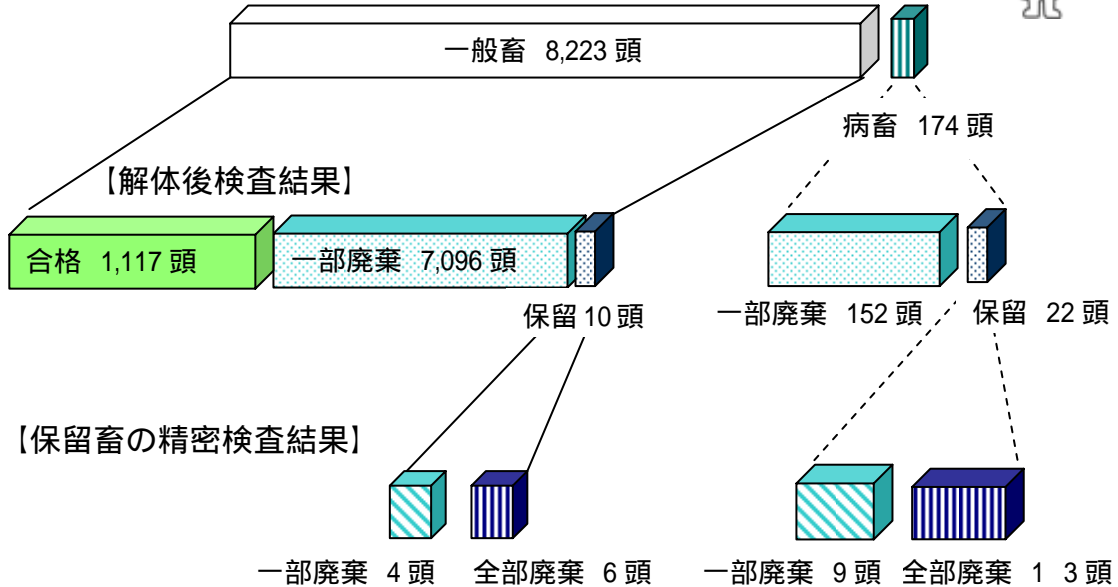 一般畜 8,223 頭
病畜 174 頭
【解体後検査結果】
合格 1,117 頭
一部廃棄 7,096 頭
保留 10 頭
一部廃棄 152 頭
保留 22 頭
【保留畜の精密検査結果】
一部廃棄 4 頭
全部廃棄 6 頭
一部廃棄 9 頭
全部廃棄 1 3 頭